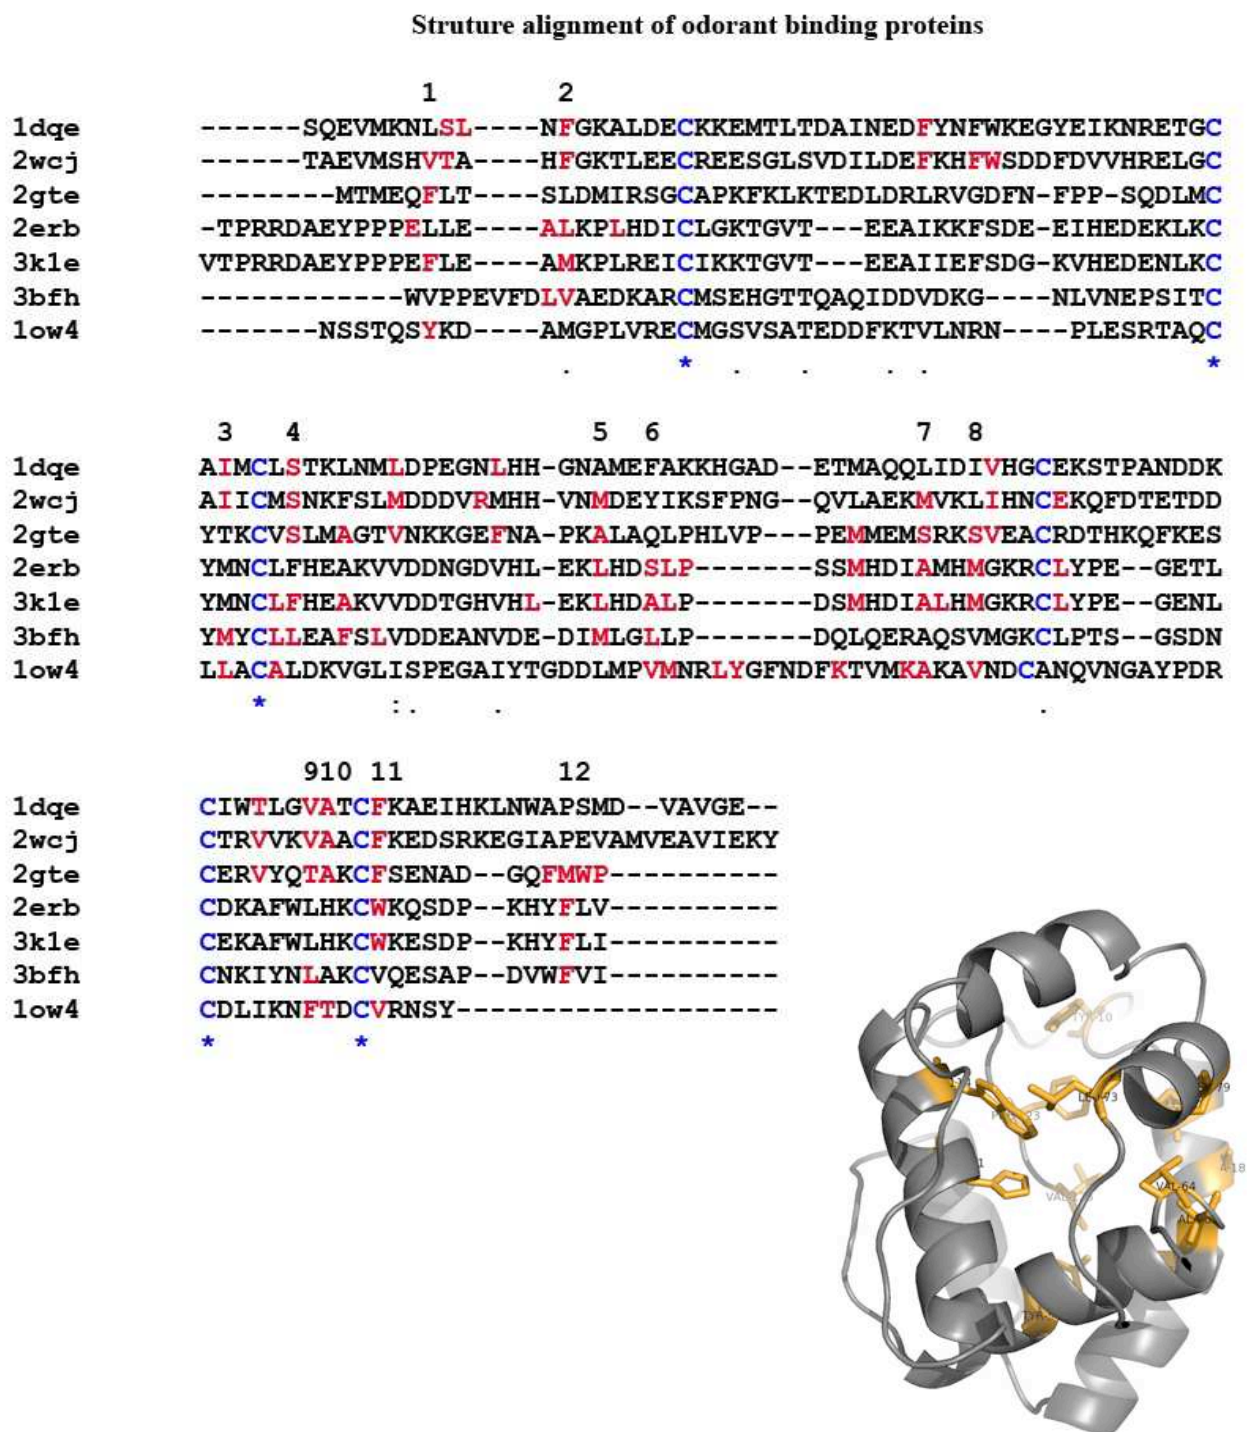 Struture alignment of odorant binding proteins
1 2
1dqe ------SQEVMKNLSL----NFGKALDECKKEMTLTDAINEDFYNFWKEGYEIKNRETGC
2wcj ------TAEVMSHVTA----HFGKTLEECREESGLSVDILDEFKHFWSDDFDVVHRELGC
2gte --------MTMEQFLT----SLDMIRSGCAPKFKLKTEDLDRLRVGDFN-FPP-SQDLMC
2erb -TPRRDAEYPPPELLE----ALKPLHDICLGKTGVT---EEAIKKFSDE-EIHEDEKLKC
3k1e VTPRRDAEYPPPEFLE----AMKPLREICIKKTGVT---EEAIIEFSDG-KVHEDENLKC
3bfh ------------WVPPEVFDLVAEDKARCMSEHGTTQAQIDDVDKG----NLVNEPSITC
1ow4 -------NSSTQSYKD----AMGPLVRECMGSVSATEDDFKTVLNRN----PLESRTAQC
. * . . . . *
3 4 5 6 7 8
1dqe AIMCLSTKLNMLDPEGNLHH-GNAMEFAKKHGAD--ETMAQQLIDIVHGCEKSTPANDDK
2wcj AIICMSNKFSLMDDDVRMHH-VNMDEYIKSFPNG--QVLAEKMVKLIHNCEKQFDTETDD
2gte YTKCVSLMAGTVNKKGEFNA-PKALAQLPHLVP---PEMMEMSRKSVEACRDTHKQFKES
2erb YMNCLFHEAKVVDDNGDVHL-EKLHDSLP-------SSMHDIAMHMGKRCLYPE--GETL
3k1e YMNCLFHEAKVVDDTGHVHL-EKLHDALP-------DSMHDIALHMGKRCLYPE--GENL
3bfh YMYCLLEAFSLVDDEANVDE-DIMLGLLP-------DQLQERAQSVMGKCLPTS--GSDN
1ow4 LLACALDKVGLISPEGAIYTGDDLMPVMNRLYGFNDFKTVMKAKAVNDCANQVNGAYPDR
* :. . .
910 11 12
1dqe CIWTLGVATCFKAEIHKLNWAPSMD--VAVGE--
2wcj CTRVVKVAACFKEDSRKEGIAPEVAMVEAVIEKY
2gte CERVYQTAKCFSENAD--GQFMWP----------
2erb CDKAFWLHKCWKQSDP--KHYFLV----------
3k1e CEKAFWLHKCWKESDP--KHYFLI----------
3bfh CNKIYNLAKCVQESAP--DVWFVI----------
1ow4 CDLIKNFTDCVRNSY-------------------
* *
LEU-73
VAL-64